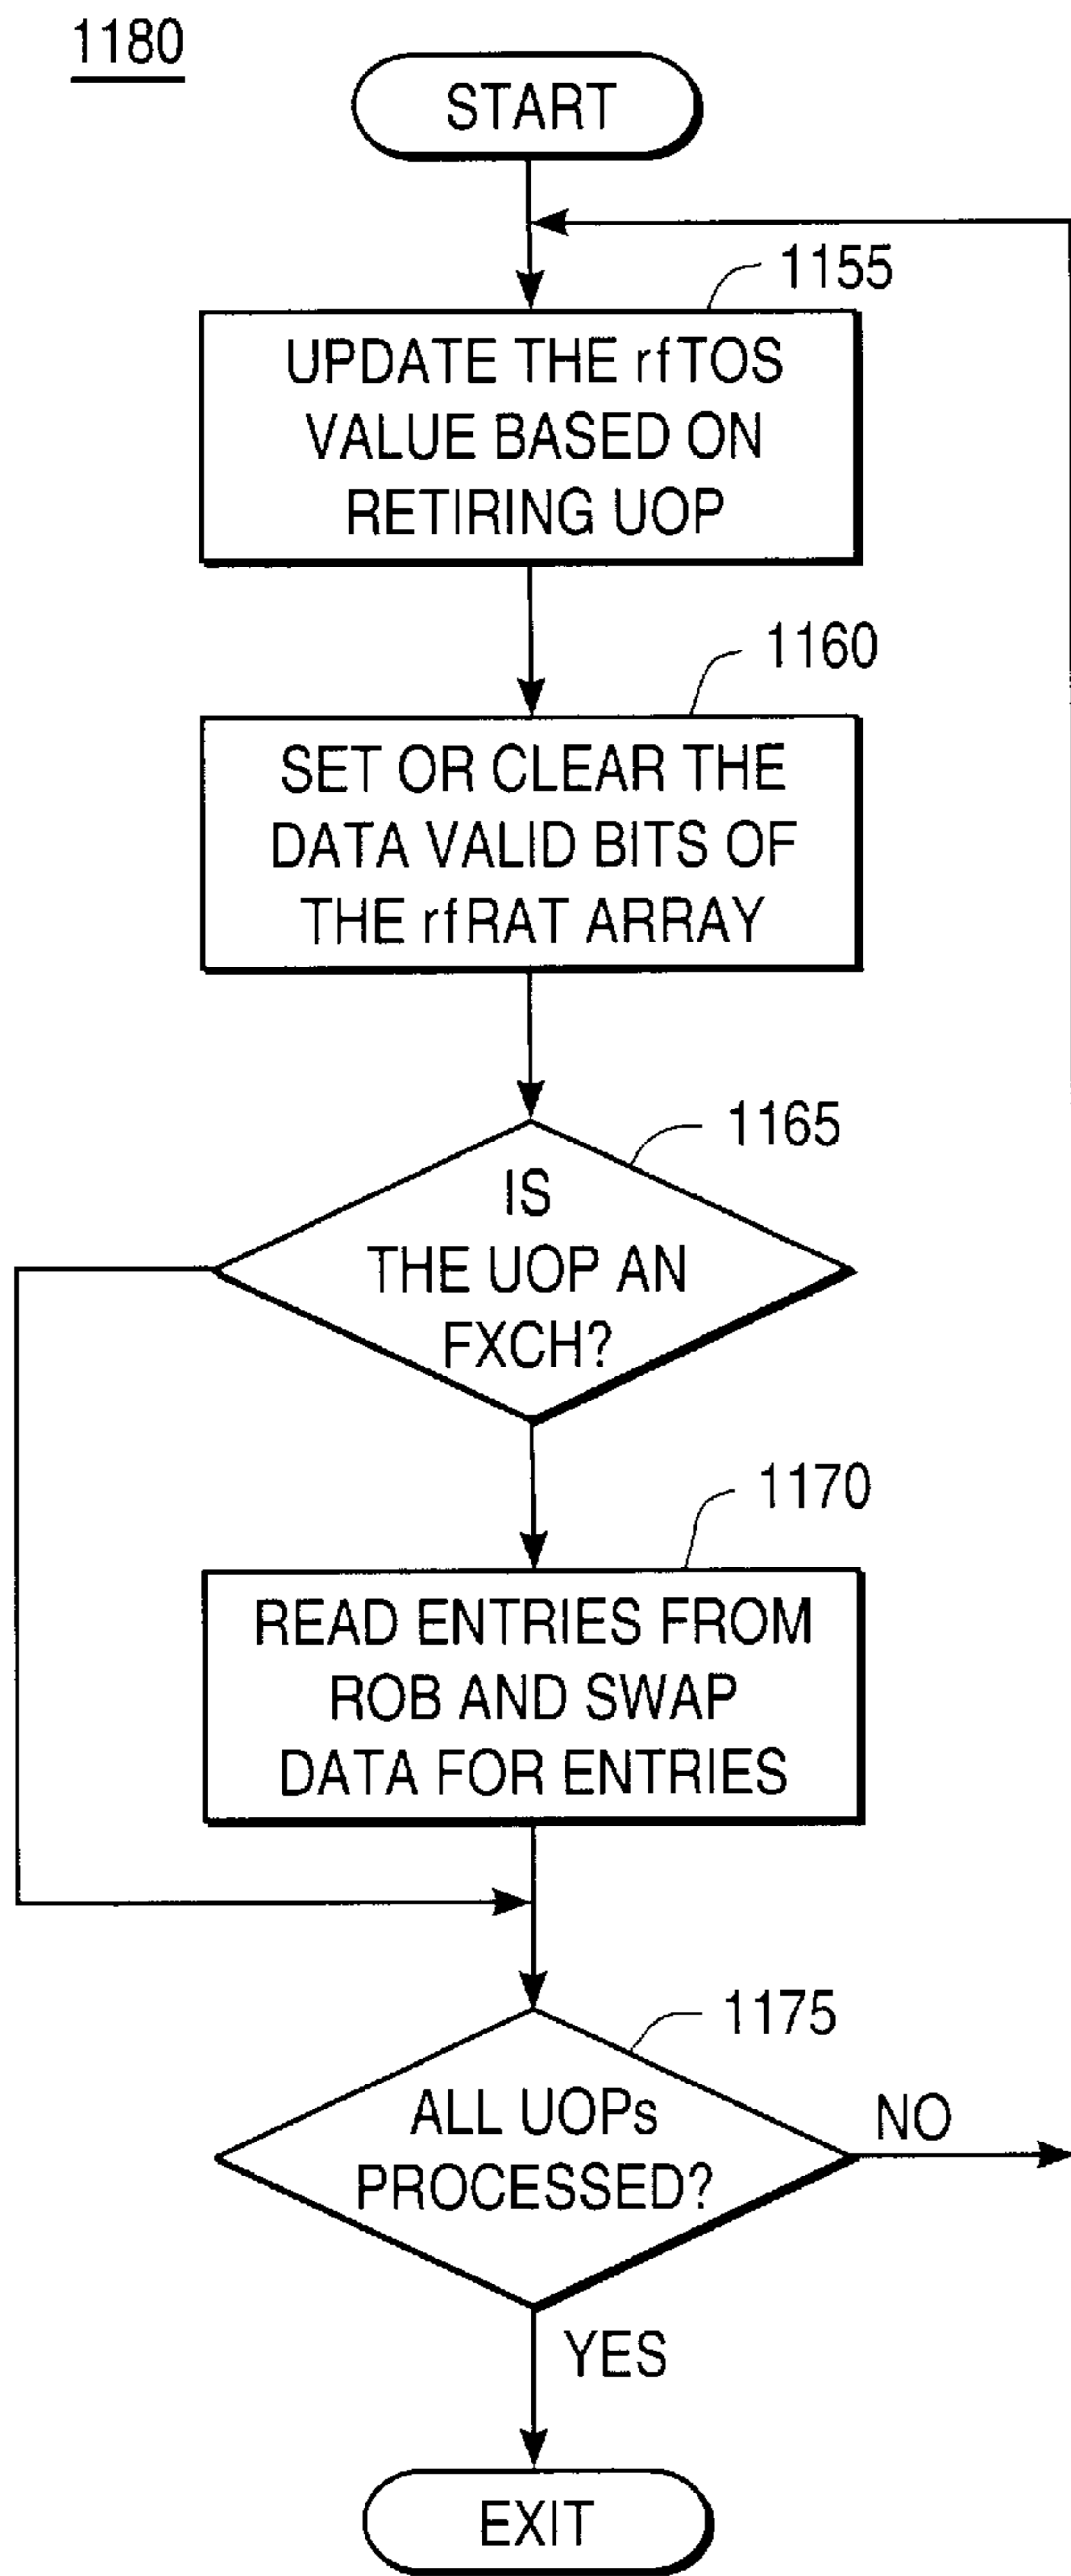 1180
START
1155
UPDATE THE rfTOS
VALUE BASED ON
RETIRING UOP
1160
SET OR CLEAR THE
DATA VALID BITS OF
THE rfRAT ARRAY
1165
IS
THE UOP AN
FXCH?
1170
READ ENTRIES FROM
ROB AND SWAP
DATA FOR ENTRIES
1175
ALL UOPs
PROCESSED?
NO
YES
EXIT